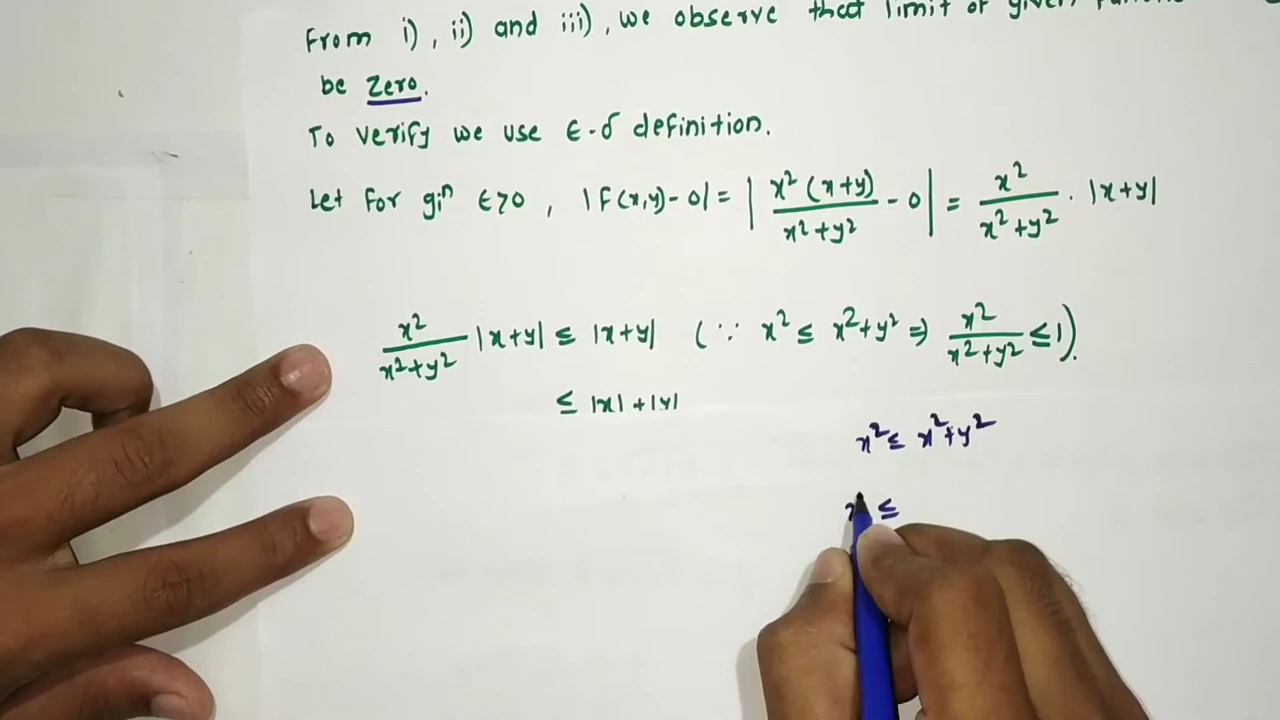 From i), ii) and iii), we observe that limit of given
be Zero.
To verify we use ϵ-δ definition.
Let for giⁿ ϵ>0, |F(x,y)-0| = | x²(x+y) / x²+y² - 0 | = x² / x²+y² · |x+y|
x² / x²+y² |x+y| ≤ |x+y| (∵ x² ≤ x²+y² ⇒ x² / x²+y² ≤ 1).
≤ |x|+|y|
x² ≤ x²+y²
x ≤